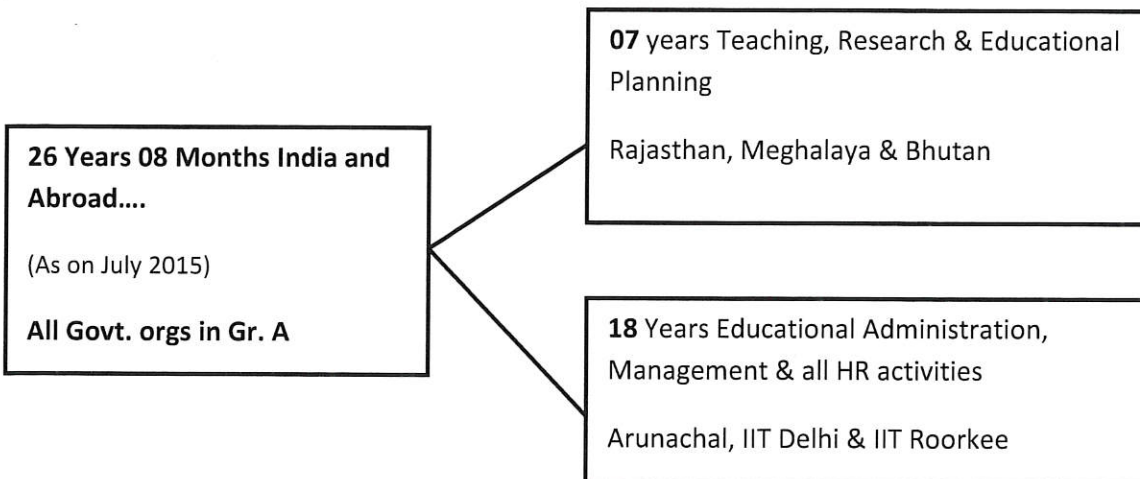 26 Years 08 Months India and
Abroad....
(As on July 2015)
All Govt. orgs in Gr. A
07 years Teaching, Research & Educational
Planning
Rajasthan, Meghalaya & Bhutan
18 Years Educational Administration,
Management & all HR activities
Arunachal, IIT Delhi & IIT Roorkee